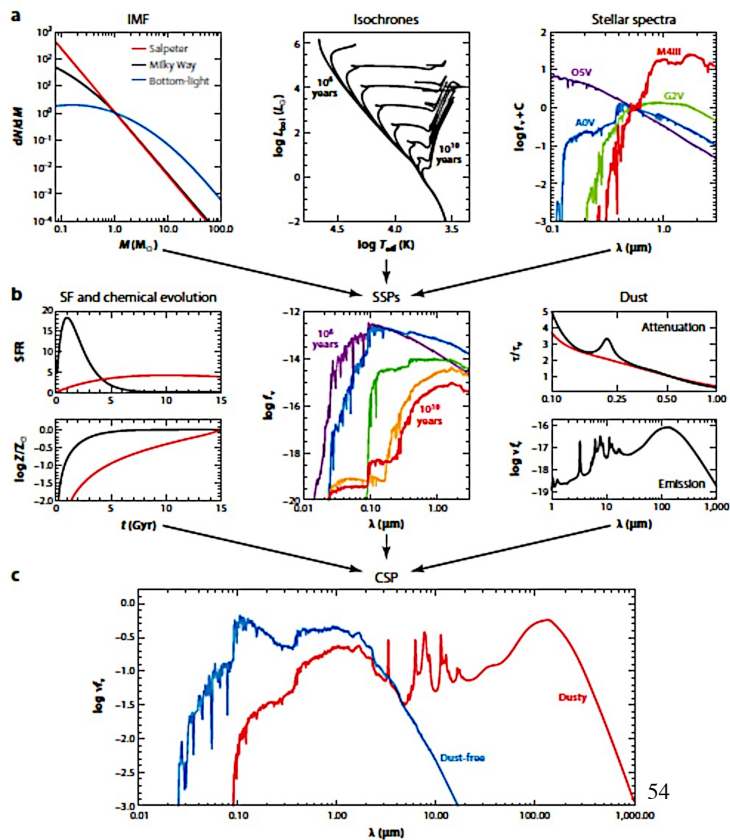 a
IMF
Isochrones
Stellar spectra
10⁵
10⁴
10³
10²
10¹
10⁰
10⁻¹
10⁻²
10⁻³
10⁻⁴
dN/dM
Salpeter
Milky Way
Bottom-light
0.1
1.0
10.0
100.0
M (M☉)
6
4
2
0
−2
log L_bol (L☉)
10⁶
years
10¹⁰
years
4.5
4.0
3.5
log T_eff (K)
2
1
0
−1
−2
−3
log f_ν + C
M4III
O5V
G2V
A0V
0.1
1.0
λ (μm)
b
SF and chemical evolution
SSPs
Dust
20
15
10
5
0
SFR
0.0
−0.5
−1.0
−1.5
−2.0
log Z/Z☉
0
5
10
15
t (Gyr)
−12
−14
−16
−18
−20
log f_ν
10⁶
years
10¹⁰
years
0.01
0.10
1.00
λ (μm)
5
4
3
2
1
τ/τ_v
Attenuation
0.10
0.25
0.50
1.00
−16
−17
−18
−19
log νf_ν
Emission
1
10
100
1,000
λ (μm)
c
CSP
0.0
−0.5
−1.0
−1.5
−2.0
−2.5
−3.0
log νf_ν
Dust-free
Dusty
0.01
0.10
1.00
10.00
100.00
1,000.00
λ (μm)
54